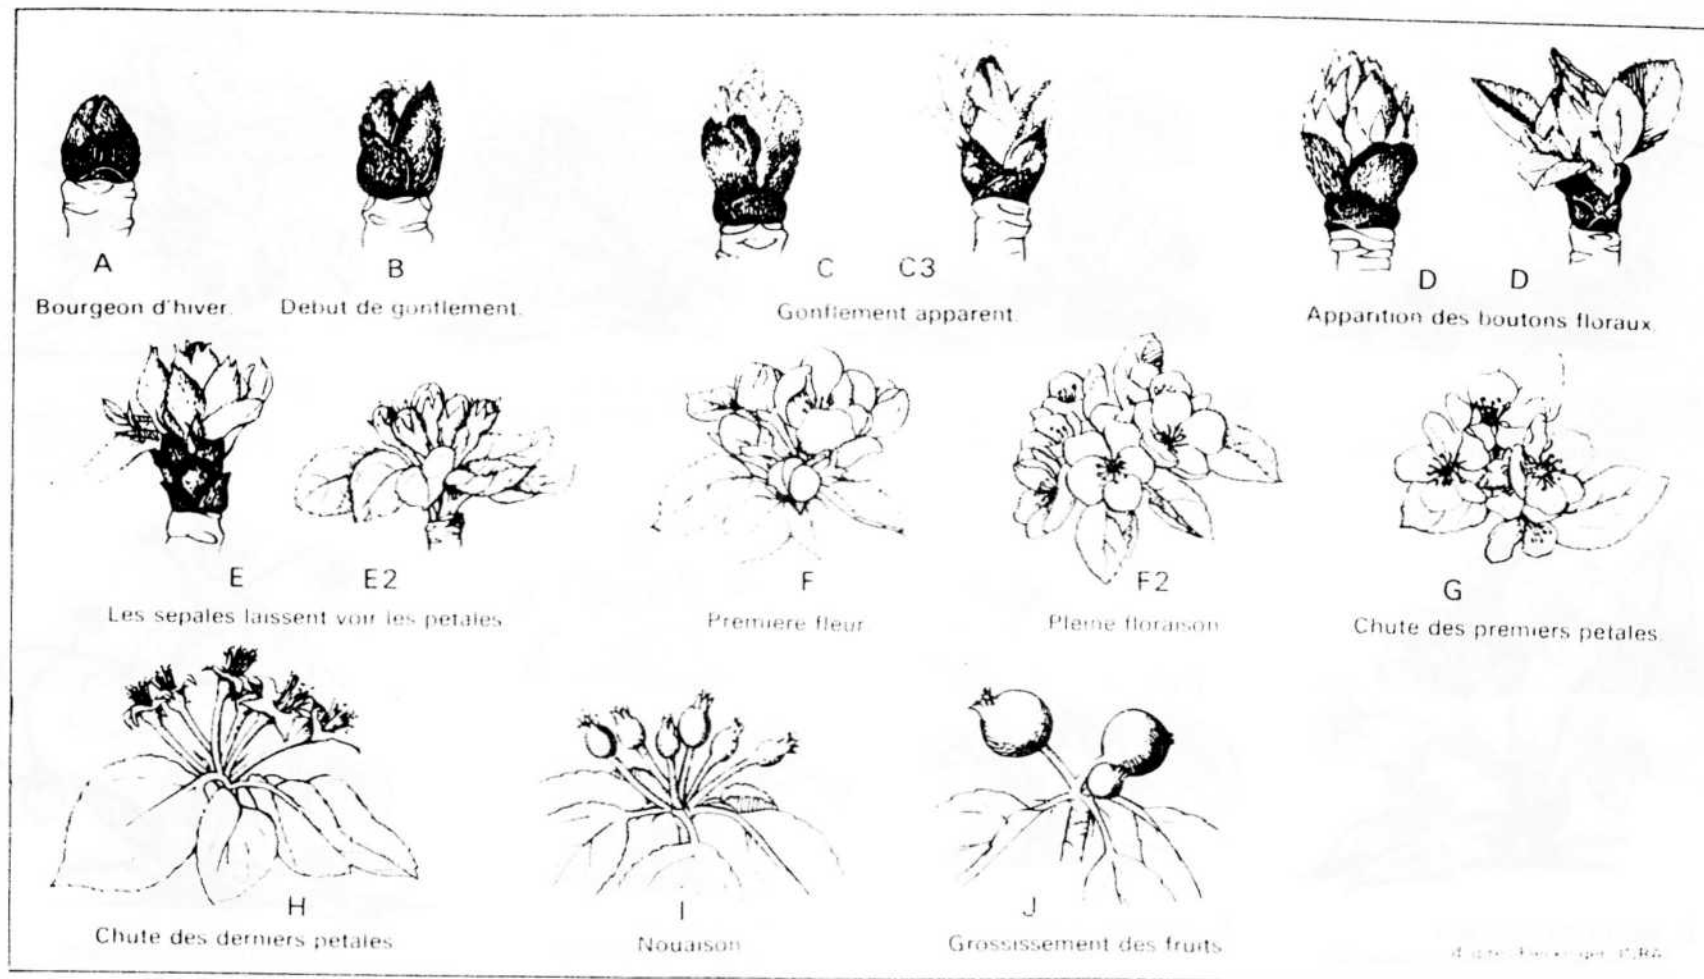 A
B
C C3
D D
Bourgeon d'hiver.
Debut de gonflement.
Gonflement apparent.
Apparition des boutons floraux.
E E2
F
F2
G
Les sepales laissent voir les petales
Premiere fleur
Pleine floraison
Chute des premiers petales.
H
I
J
Chute des derniers petales
Nouaison
Grossissement des fruits